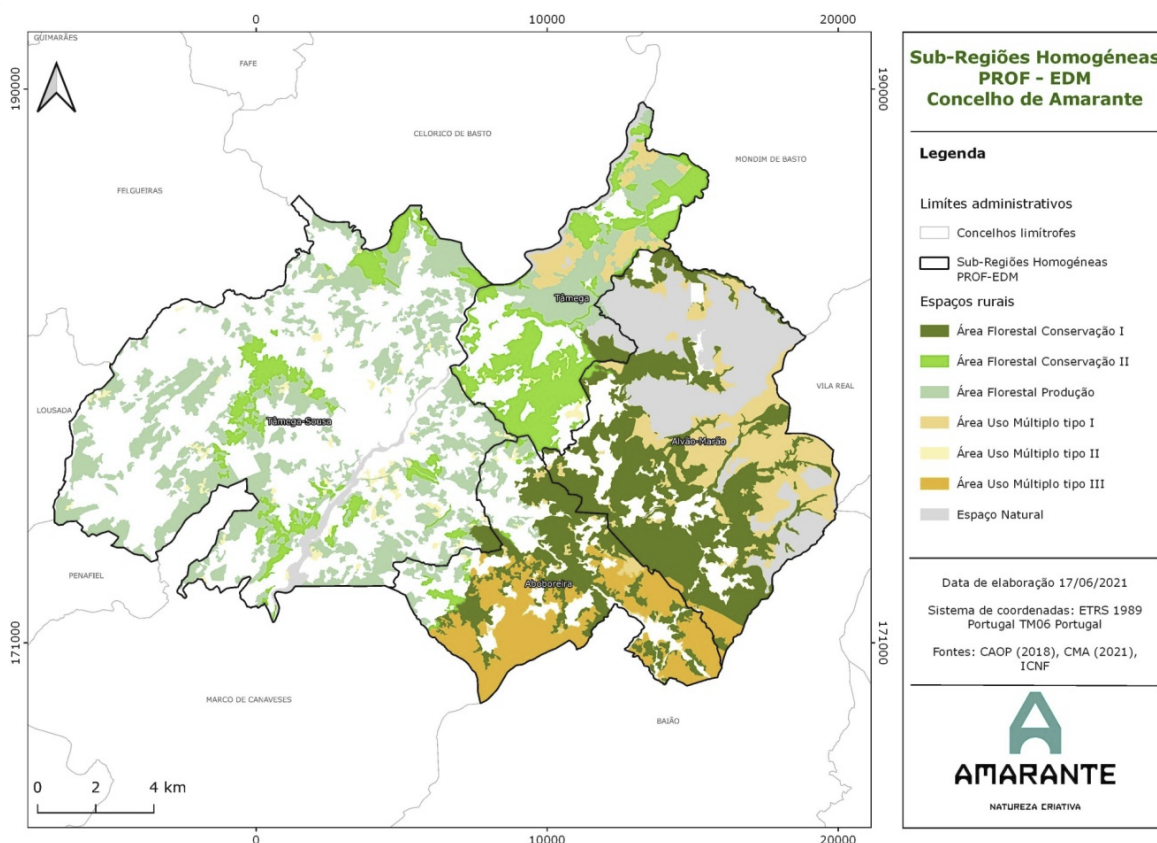 0
10000
20000
GUIMARÃES
FAFE
190000
190000
CELORICO DE BASTO
MONDIM DE BASTO
FELGUEIRAS
Tâmega
VILA REAL
LOUSADA
Tâmega-Sousa
Alvão-Marão
PENAFIEL
Aboboreira
171000
171000
MARCO DE CANAVESES
BAIÃO
0 2 4 km
0
10000
20000
Sub-Regiões Homogéneas
PROF - EDM
Concelho de Amarante
Legenda
Limítes administrativos
Concelhos limítrofes
Sub-Regiões Homogéneas
PROF-EDM
Espaços rurais
Área Florestal Conservação I
Área Florestal Conservação II
Área Florestal Produção
Área Uso Múltiplo tipo I
Área Uso Múltiplo tipo II
Área Uso Múltiplo tipo III
Espaço Natural
Data de elaboração 17/06/2021
Sistema de coordenadas: ETRS 1989
Portugal TM06 Portugal
Fontes: CAOP (2018), CMA (2021),
ICNF
AMARANTE
NATUREZA CRIATIVA